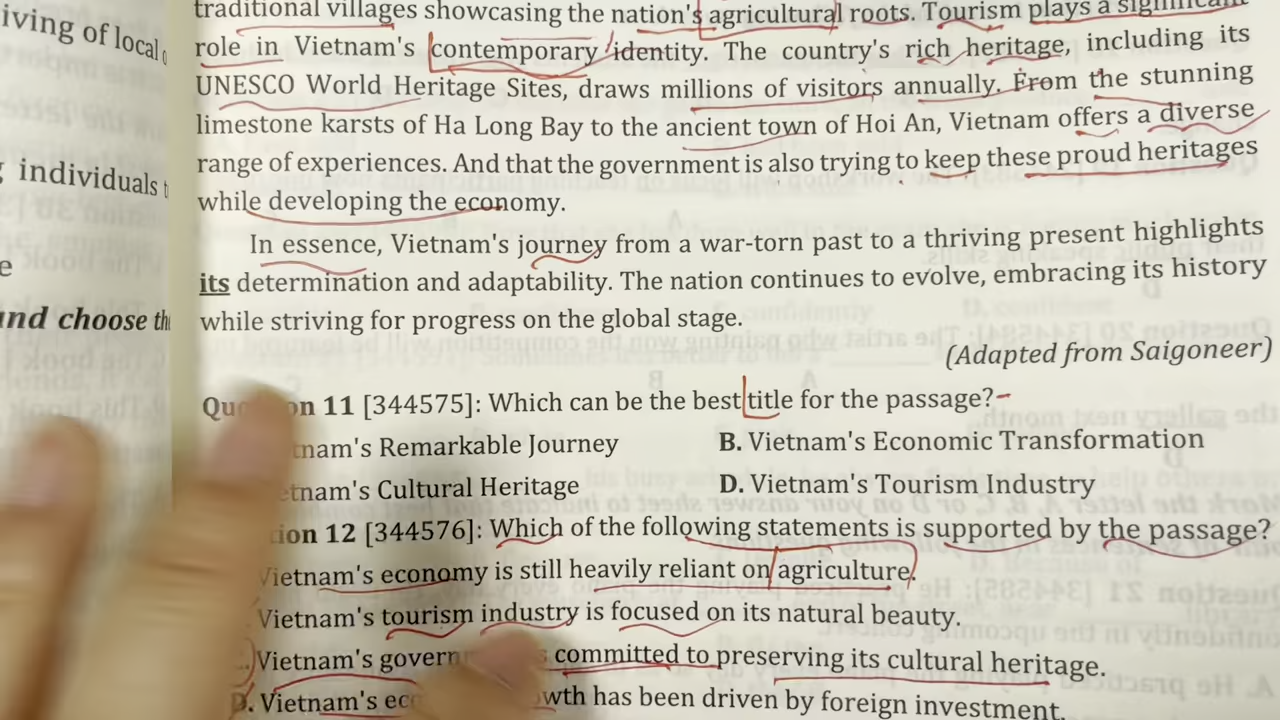 iving of local
individuals
e
and choose
traditional villages showcasing the nation's agricultural roots. Tourism plays a significant
role in Vietnam's contemporary identity. The country's rich heritage, including its
UNESCO World Heritage Sites, draws millions of visitors annually. From the stunning
limestone karsts of Ha Long Bay to the ancient town of Hoi An, Vietnam offers a diverse
range of experiences. And that the government is also trying to keep these proud heritages
while developing the economy.
In essence, Vietnam's journey from a war-torn past to a thriving present highlights
its determination and adaptability. The nation continues to evolve, embracing its history
while striving for progress on the global stage.
(Adapted from Saigoneer)
on 11 [344575]: Which can be the best title for the passage?
tnam's Remarkable Journey B. Vietnam's Economic Transformation
etnam's Cultural Heritage D. Vietnam's Tourism Industry
ion 12 [344576]: Which of the following statements is supported by the passage?
Vietnam's economy is still heavily reliant on agriculture.
Vietnam's tourism industry is focused on its natural beauty.
Vietnam's govern committed to preserving its cultural heritage.
D. Vietnam's eco wth has been driven by foreign investment.